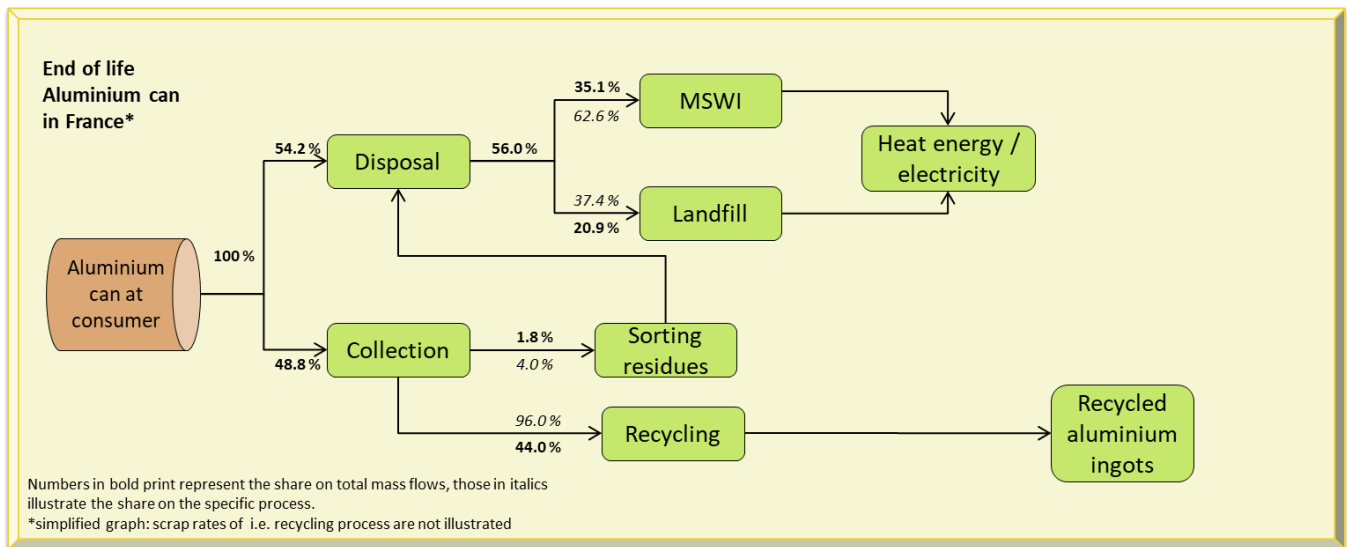 End of life
Aluminium can
in France*
35.1 %
62.6 %
MSWI
Heat energy /
electricity
54.2 %
Disposal
56.0 %
37.4 %
20.9 %
Landfill
100 %
Aluminium
can at
consumer
48.8 %
Collection
1.8 %
4.0 %
Sorting
residues
96.0 %
44.0 %
Recycling
Recycled
aluminium
ingots
Numbers in bold print represent the share on total mass flows, those in italics
illustrate the share on the specific process.
*simplified graph: scrap rates of i.e. recycling process are not illustrated